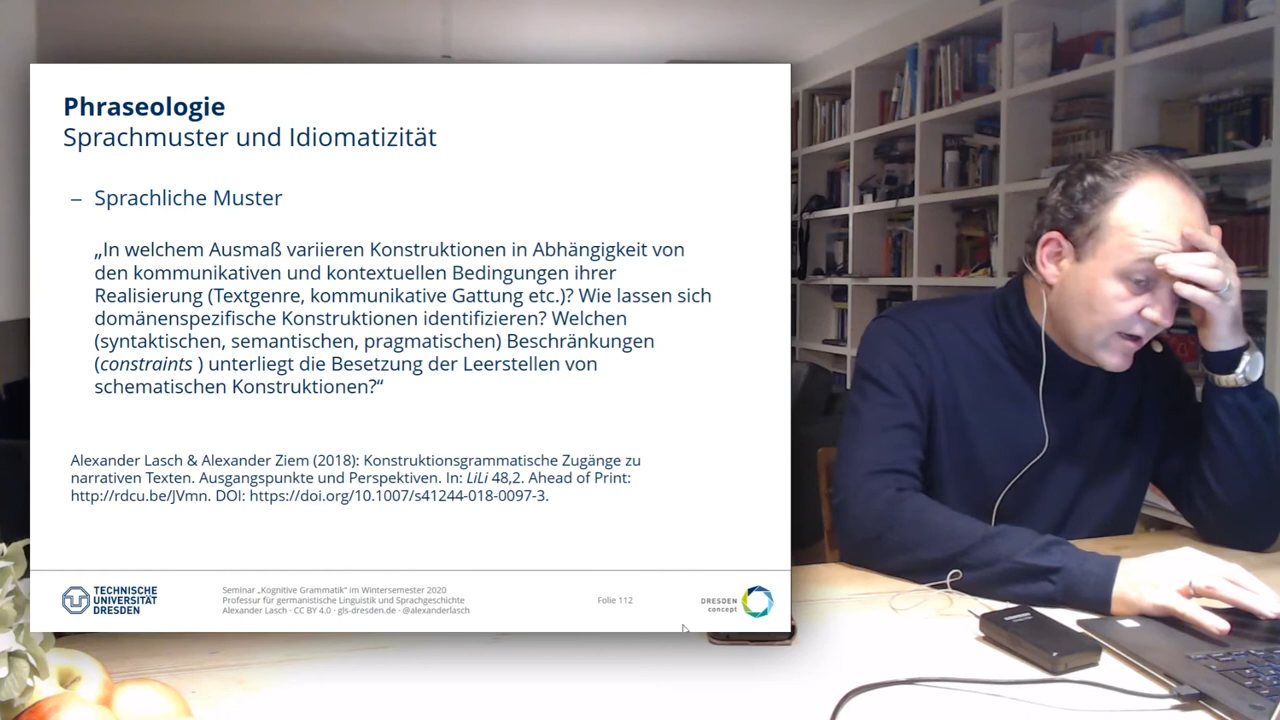 Phraseologie
Sprachmuster und Idiomatizität
– Sprachliche Muster
„In welchem Ausmaß variieren Konstruktionen in Abhängigkeit von
den kommunikativen und kontextuellen Bedingungen ihrer
Realisierung (Textgenre, kommunikative Gattung etc.)? Wie lassen sich
domänenspezifische Konstruktionen identifizieren? Welchen
(syntaktischen, semantischen, pragmatischen) Beschränkungen
(constraints ) unterliegt die Besetzung der Leerstellen von
schematischen Konstruktionen?“
Alexander Lasch & Alexander Ziem (2018): Konstruktionsgrammatische Zugänge zu
narrativen Texten. Ausgangspunkte und Perspektiven. In: LiLi 48,2. Ahead of Print:
http://rdcu.be/JVmn. DOI: https://doi.org/10.1007/s41244-018-0097-3.
TECHNISCHE
UNIVERSITÄT
DRESDEN
Seminar „Kognitive Grammatik“ im Wintersemester 2020
Professur für germanistische Linguistik und Sprachgeschichte
Alexander Lasch · CC BY 4.0 · gls-dresden.de · @alexanderlasch
Folie 112
DRESDEN
concept